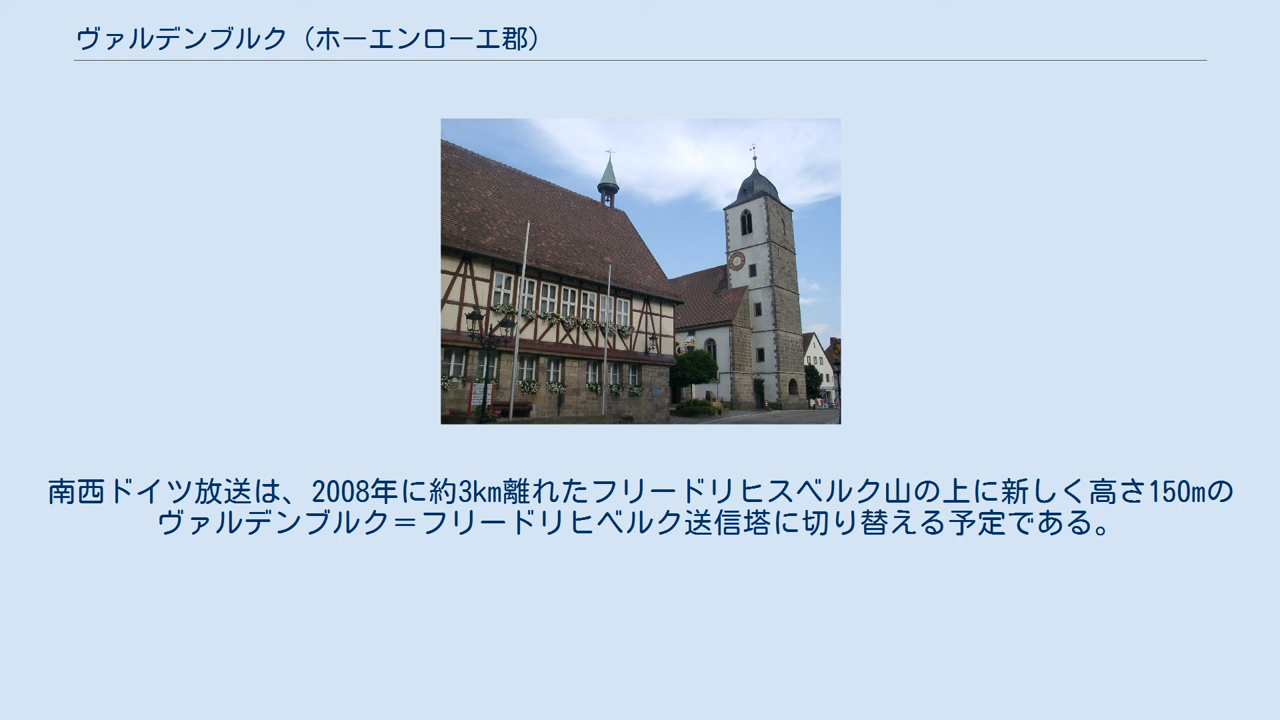 ヴァルデンブルク（ホーエンローエ郡）
南西ドイツ放送は、2008年に約3km離れたフリードリヒスベルク山の上に新しく高さ150mの
ヴァルデンブルク＝フリードリヒベルク送信塔に切り替える予定である。